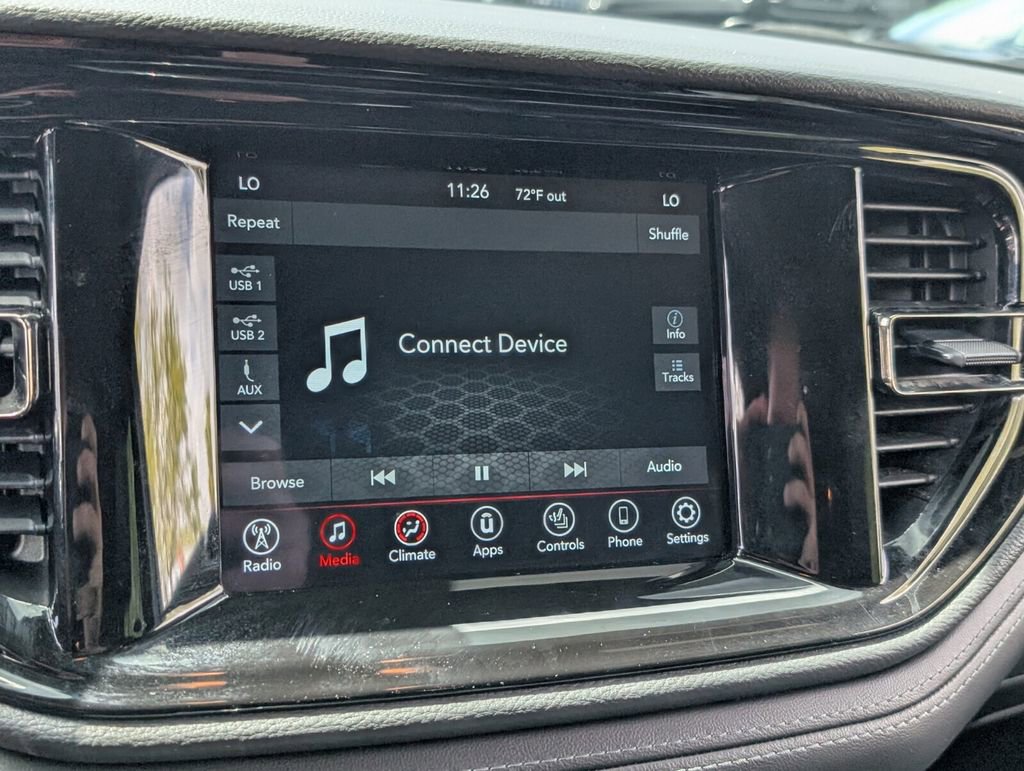 LO 11:26 72°F out LO
Repeat Shuffle
USB 1
USB 2
AUX
Connect Device
Info
Tracks
Browse Audio
Radio Media Climate Apps Controls Phone Settings